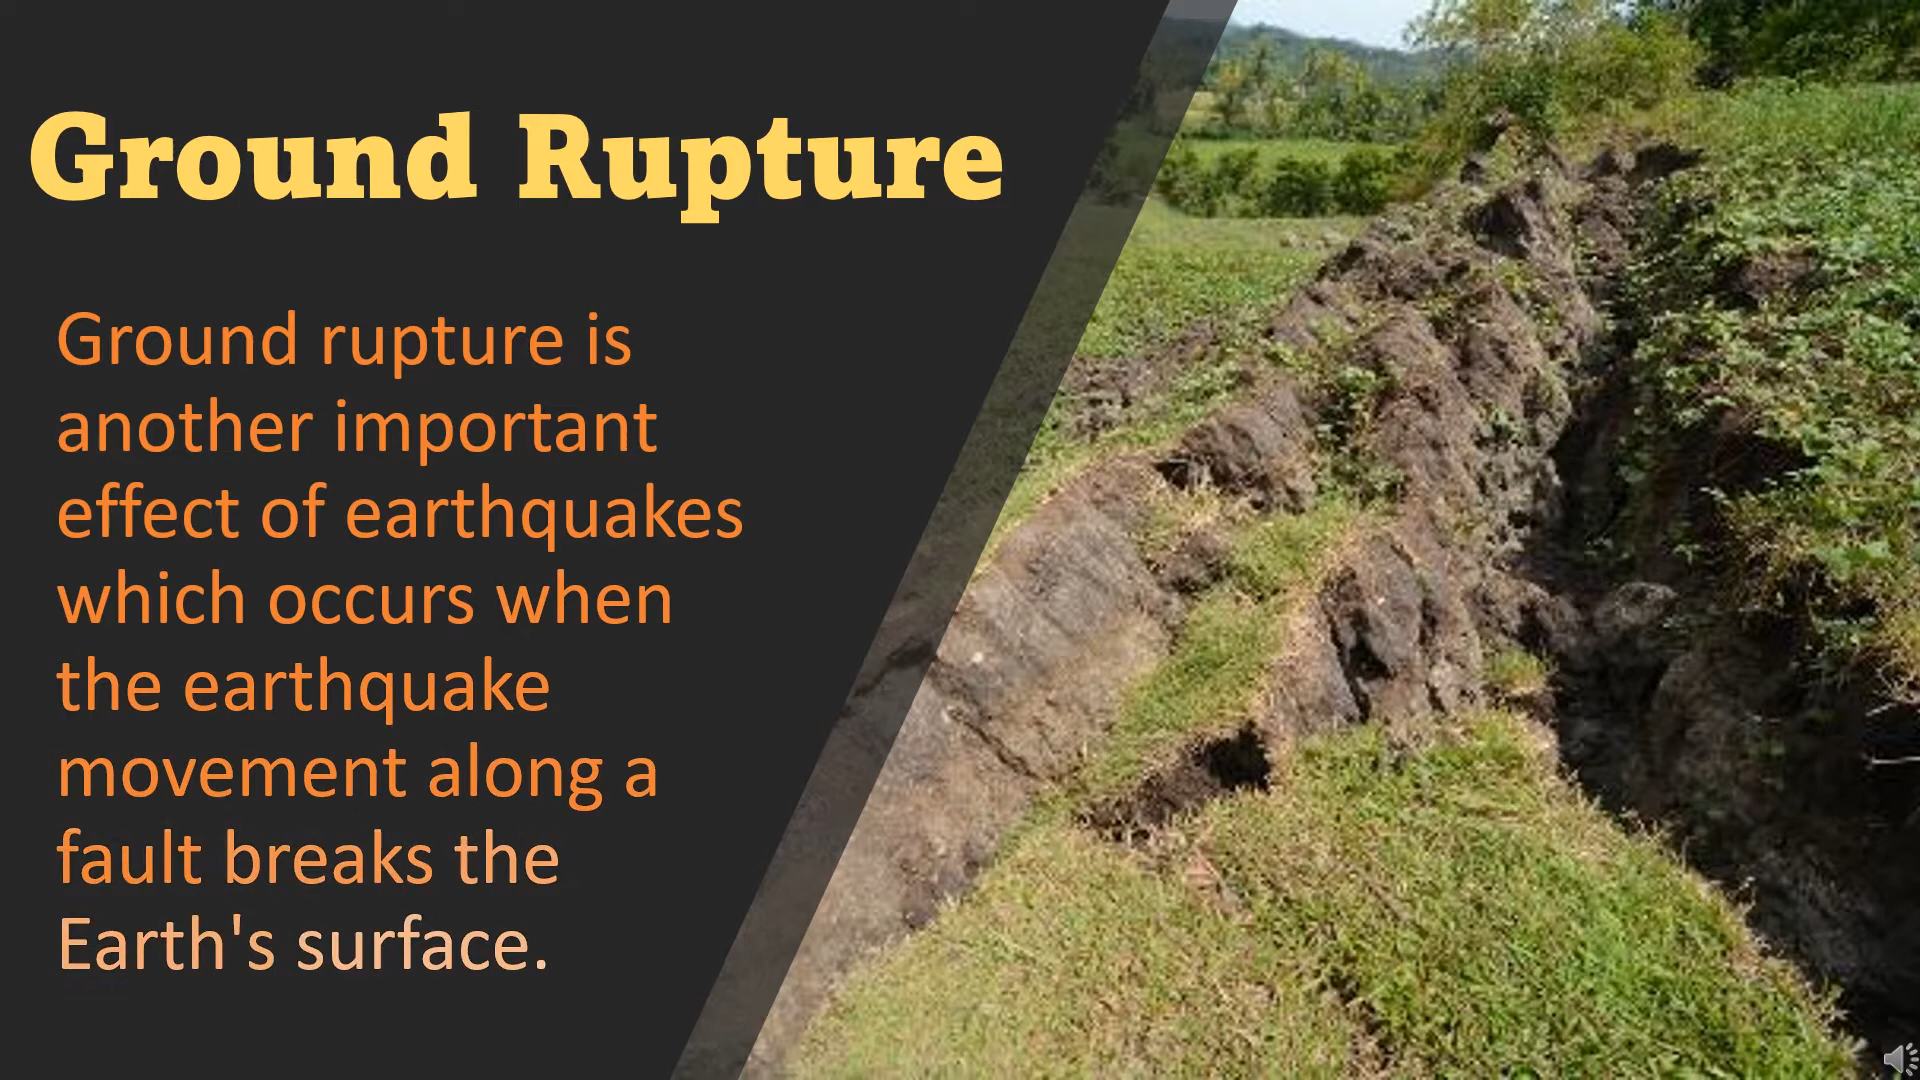 Ground Rupture
Ground rupture is
another important
effect of earthquakes
which occurs when
the earthquake
movement along a
fault breaks the
Earth's surface.